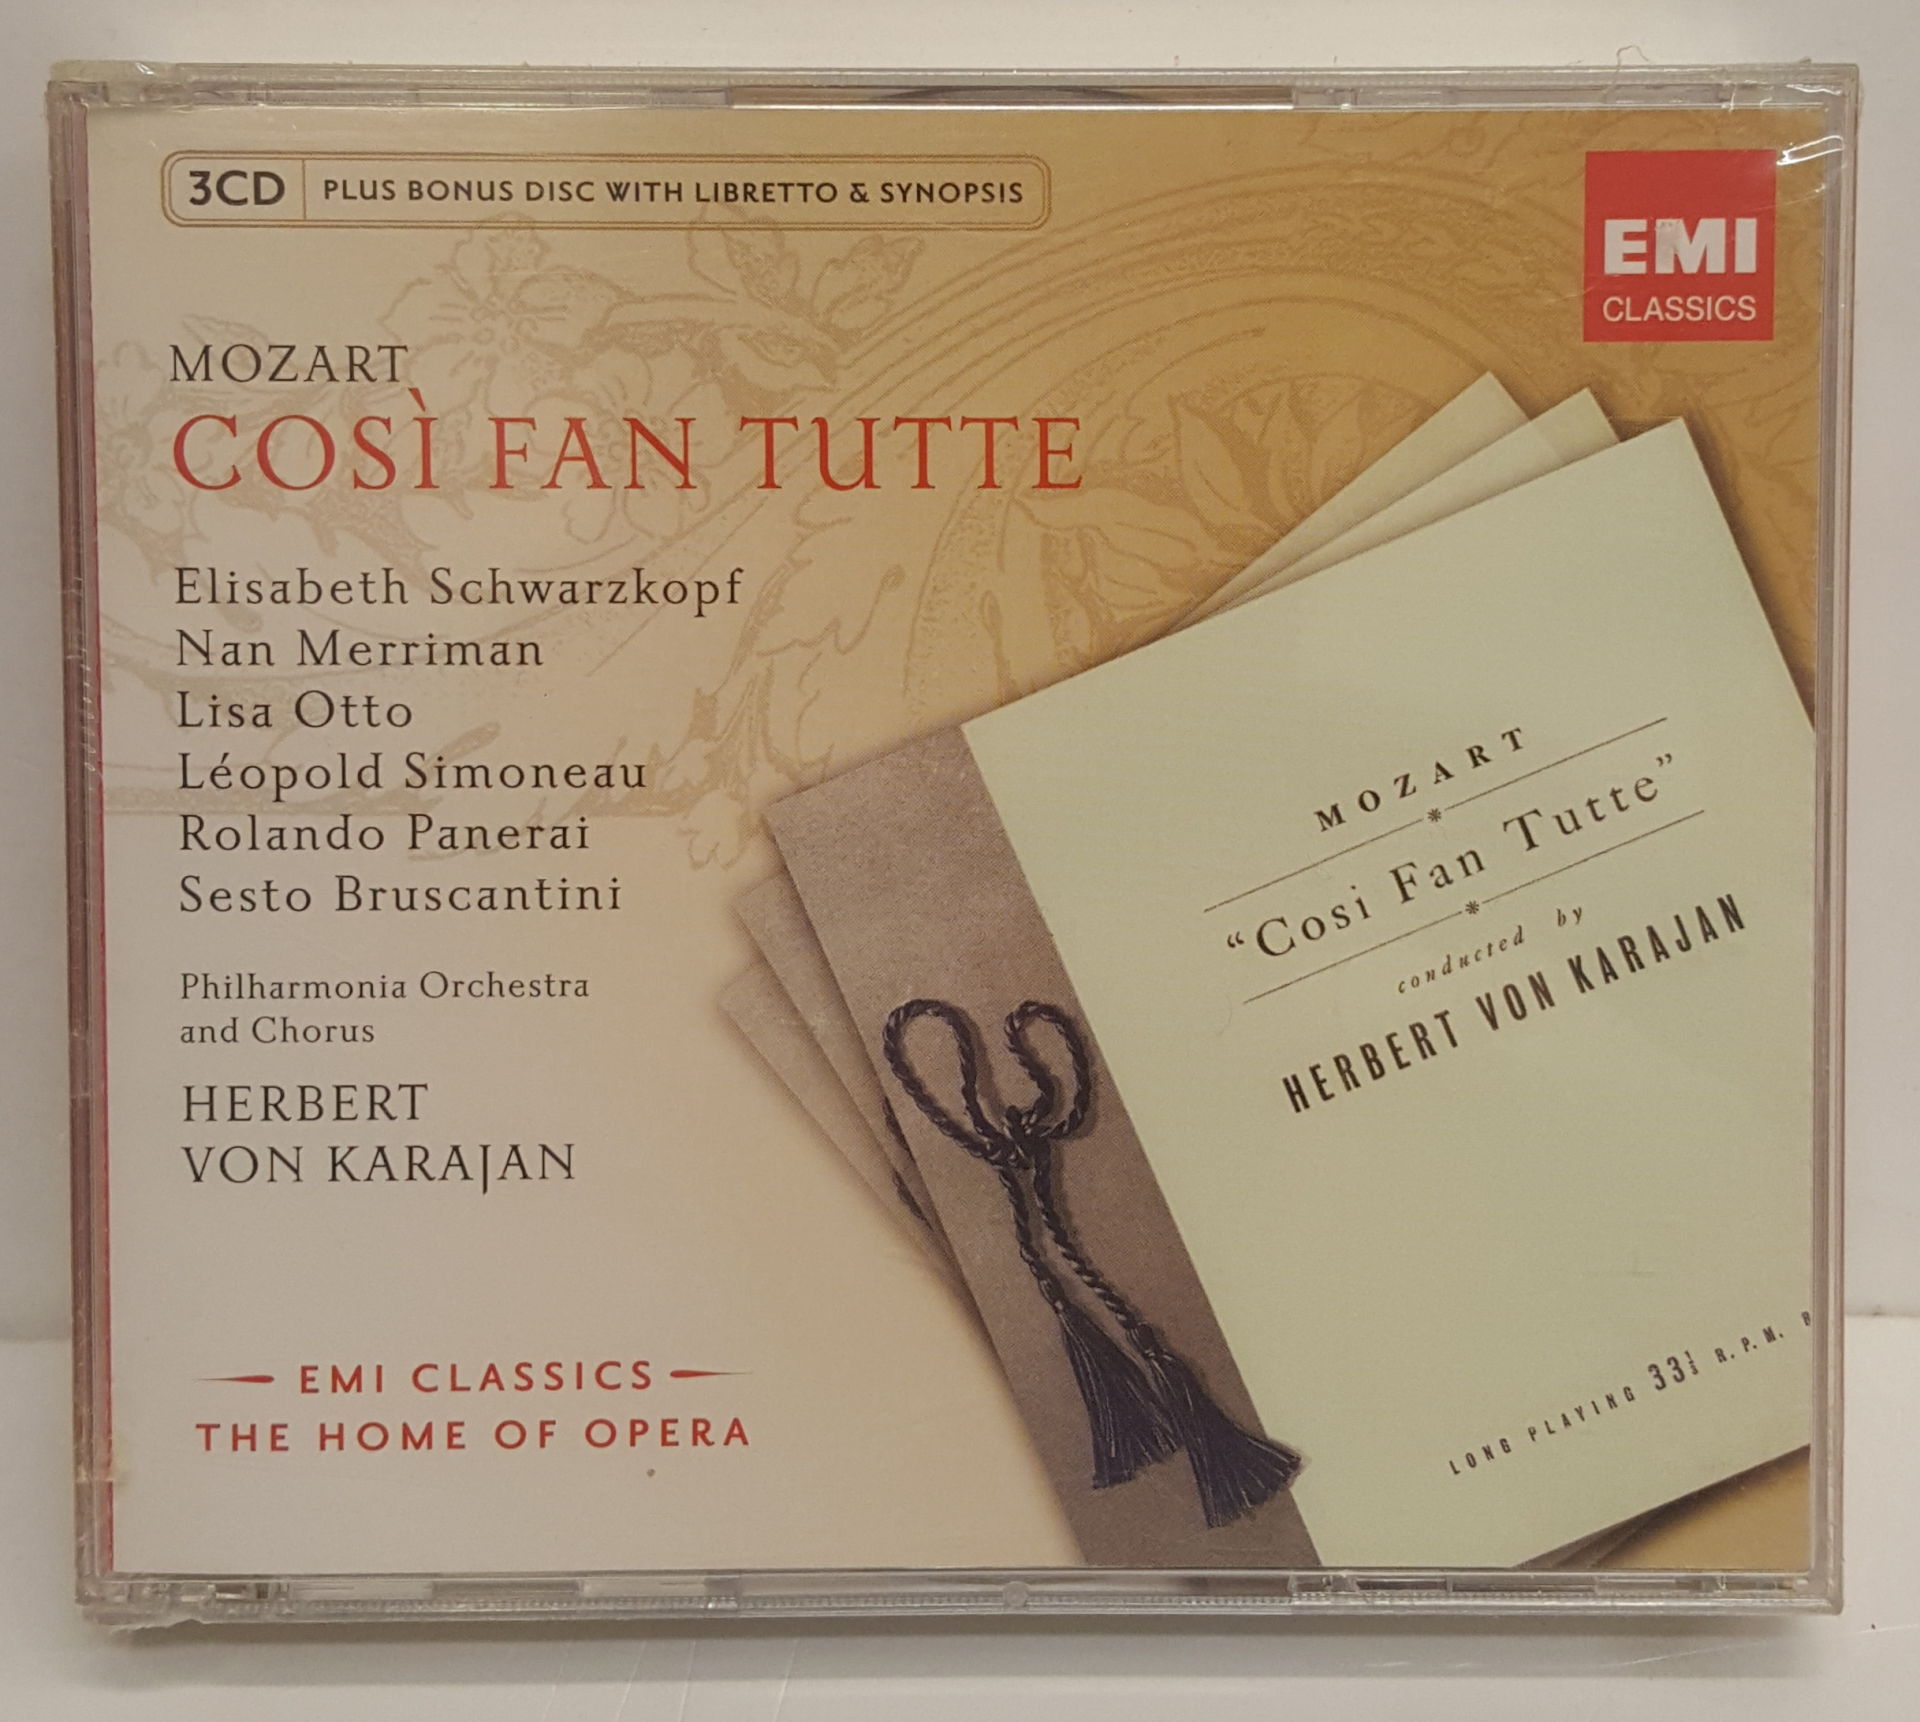 3CD PLUS BONUS DISC WITH LIBRETTO & SYNOPSIS
EMI
CLASSICS
MOZART
COSÌ FAN TUTTE
Elisabeth Schwarzkopf
Nan Merriman
Lisa Otto
Léopold Simoneau
Rolando Panerai
Sesto Bruscantini
Philharmonia Orchestra
and Chorus
HERBERT
VON KARAJAN
EMI CLASSICS
THE HOME OF OPERA
MOZART
“Cosi Fan Tutte”
conducted by
HERBERT VON KARAJAN
LONG PLAYING 33⅓ R.P.M.